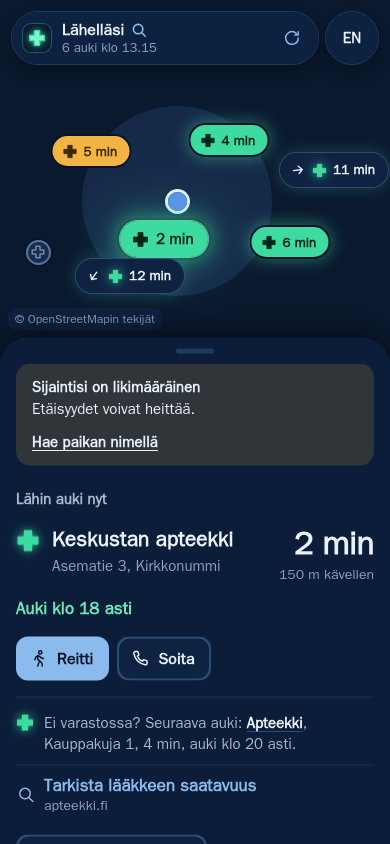 Lähelläsi
6 auki klo 13.15
EN
5 min
4 min
→ 11 min
2 min
6 min
↙ 12 min
© OpenStreetMapin tekijät
Sijaintisi on likimääräinen
Etäisyydet voivat heittää.
Hae paikan nimellä
Lähin auki nyt
Keskustan apteekki
2 min
Asematie 3, Kirkkonummi
150 m kävellen
Auki klo 18 asti
Reitti
Soita
Ei varastossa? Seuraava auki: Apteekki,
Kauppakuja 1, 4 min, auki klo 20 asti.
Tarkista lääkkeen saatavuus
apteekki.fi